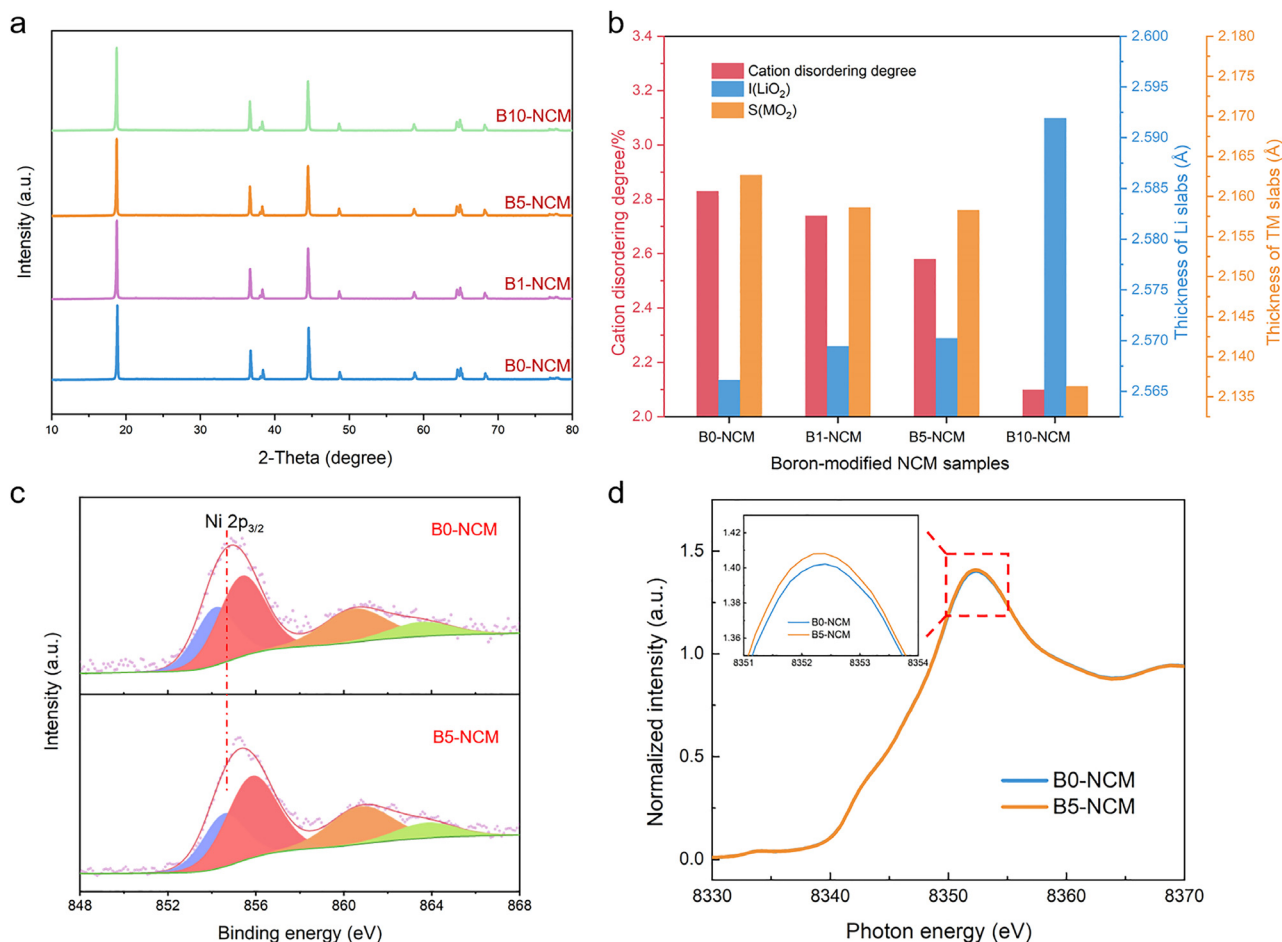 a
Intensity (a.u.)
B10-NCM
B5-NCM
B1-NCM
B0-NCM
10 20 30 40 50 60 70 80
2-Theta (degree)
b
Cation disordering degree/%
3.4
3.2
3.0
2.8
2.6
2.4
2.2
2.0
Cation disordering degree
I(LiO₂)
S(MO₂)
2.600
2.595
2.590
2.585
2.580
2.575
2.570
2.565
Thickness of Li slabs (Å)
2.180
2.175
2.170
2.165
2.160
2.155
2.150
2.145
2.140
2.135
Thickness of TM slabs (Å)
B0-NCM B1-NCM B5-NCM B10-NCM
Boron-modified NCM samples
c
Intensity (a.u.)
Ni 2p₃/₂
B0-NCM
B5-NCM
848 852 856 860 864 868
Binding energy (eV)
d
Normalized intensity (a.u.)
1.5
1.0
0.5
0.0
1.42
1.40
1.38
1.36
B0-NCM
B5-NCM
8351 8352 8353 8354
B0-NCM
B5-NCM
8330 8340 8350 8360 8370
Photon energy (eV)